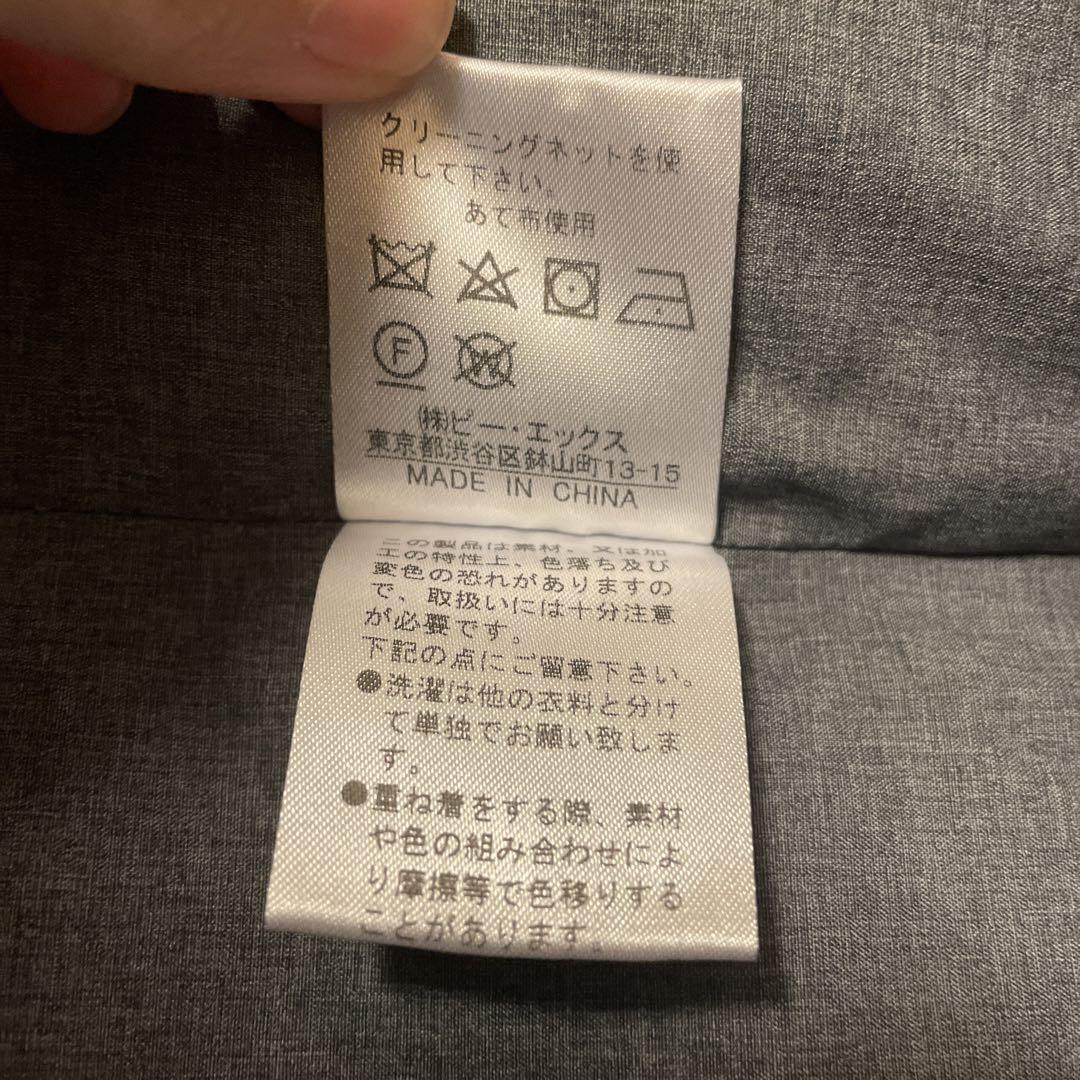 クリーニングネットを使
用して下さい。
あて布使用
F
W
㈱ビー・エックス
東京都渋谷区鉢山町13-15
MADE IN CHINA
この製品は素材、又は加
工の特性上、色落ち及び
変色の恐れがありますの
で、取扱いには十分注意
が必要です。
下記の点にご留意下さい。
●洗濯は他の衣料と分け
て単独でお願い致しま
す。
●重ね着をする際、素材
や色の組み合わせによ
り摩擦等で色移りする
ことがあります。